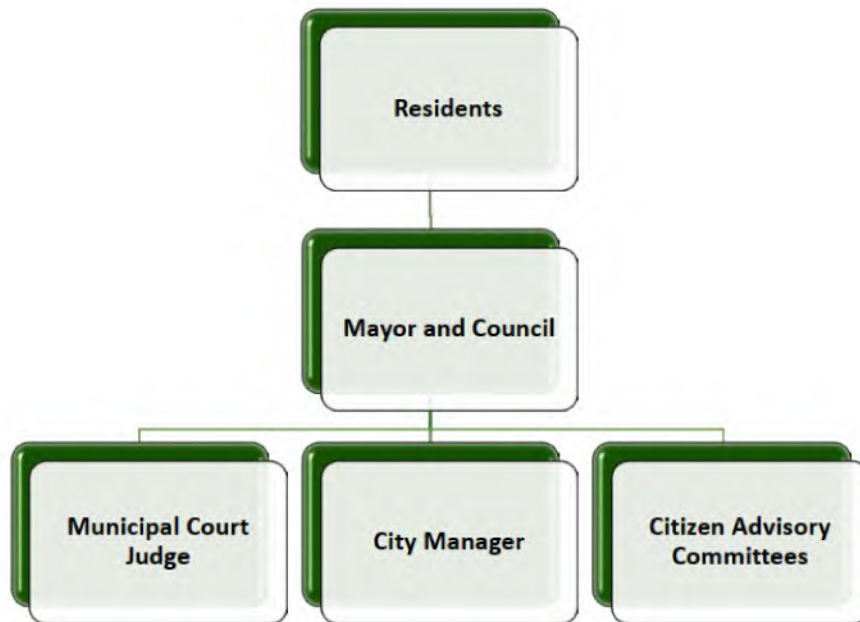 Residents
Mayor and Council
Municipal Court
Judge
City Manager
Citizen Advisory
Committees